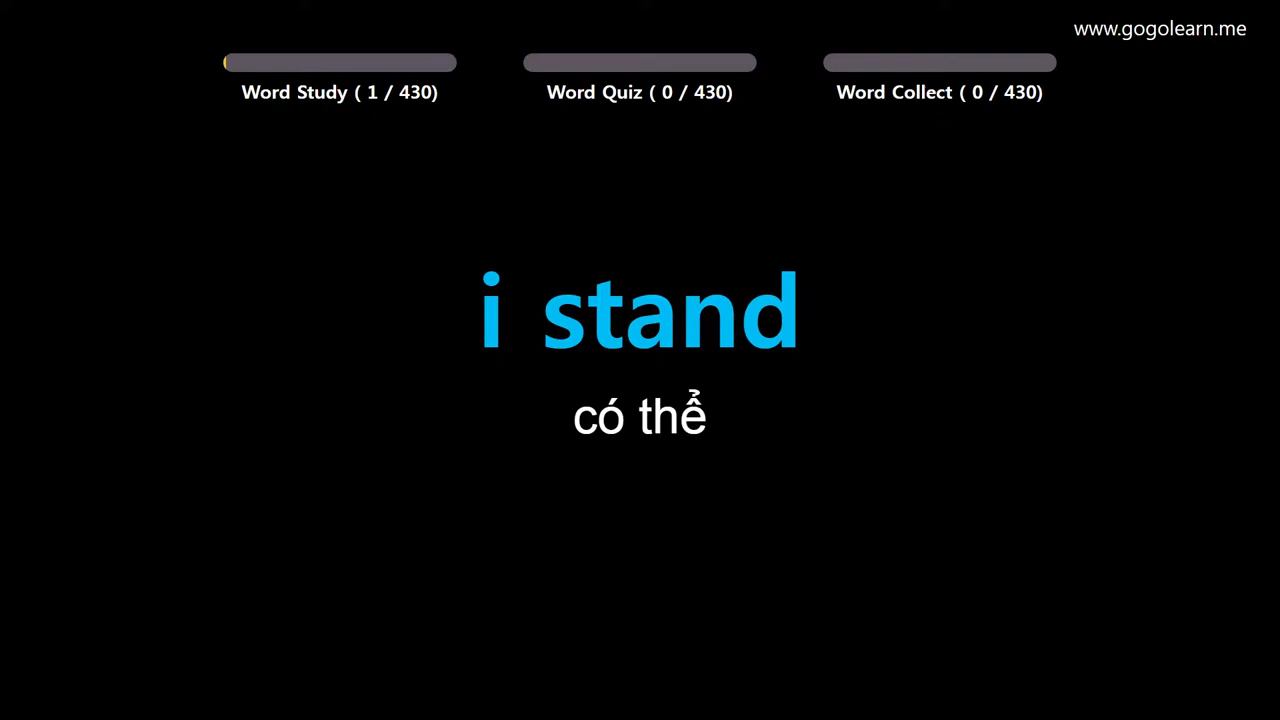 www.gogolearn.me
Word Study ( 1 / 430)
Word Quiz ( 0 / 430)
Word Collect ( 0 / 430)
i stand
có thể